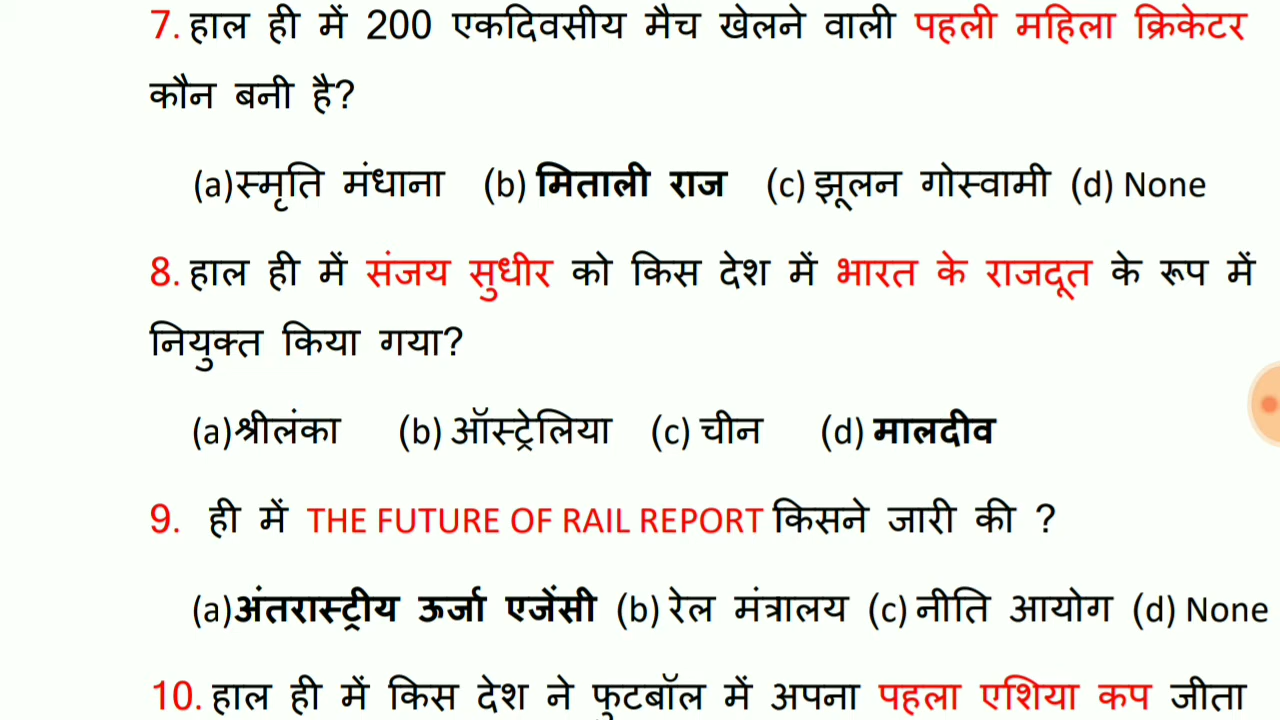 7. हाल ही में 200 एकदिवसीय मैच खेलने वाली पहली महिला क्रिकेटर
कौन बनी है?
(a)स्मृति मंधाना (b) मिताली राज (c) झूलन गोस्वामी (d) None
8. हाल ही में संजय सुधीर को किस देश में भारत के राजदूत के रूप में
नियुक्त किया गया?
(a)श्रीलंका (b) ऑस्ट्रेलिया (c) चीन (d) मालदीव
9. ही में THE FUTURE OF RAIL REPORT किसने जारी की ?
(a)अंतरास्ट्रीय ऊर्जा एजेंसी (b) रेल मंत्रालय (c) नीति आयोग (d) None
10. हाल ही में किस देश ने फुटबॉल में अपना पहला एशिया कप जीता